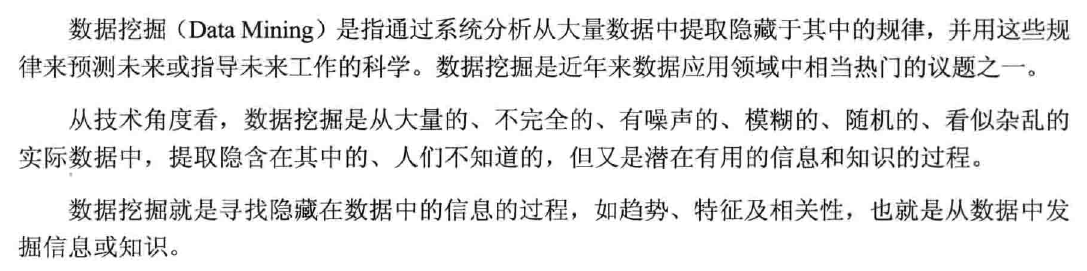 数据挖掘（Data Mining）是指通过系统分析从大量数据中提取隐藏于其中的规律，并用这些规
律来预测未来或指导未来工作的科学。数据挖掘是近年来数据应用领域中相当热门的议题之一。
从技术角度看，数据挖掘是从大量的、不完全的、有噪声的、模糊的、随机的、看似杂乱的
实际数据中，提取隐含在其中的、人们不知道的，但又是潜在有用的信息和知识的过程。
数据挖掘就是寻找隐藏在数据中的信息的过程，如趋势、特征及相关性，也就是从数据中发
掘信息或知识。